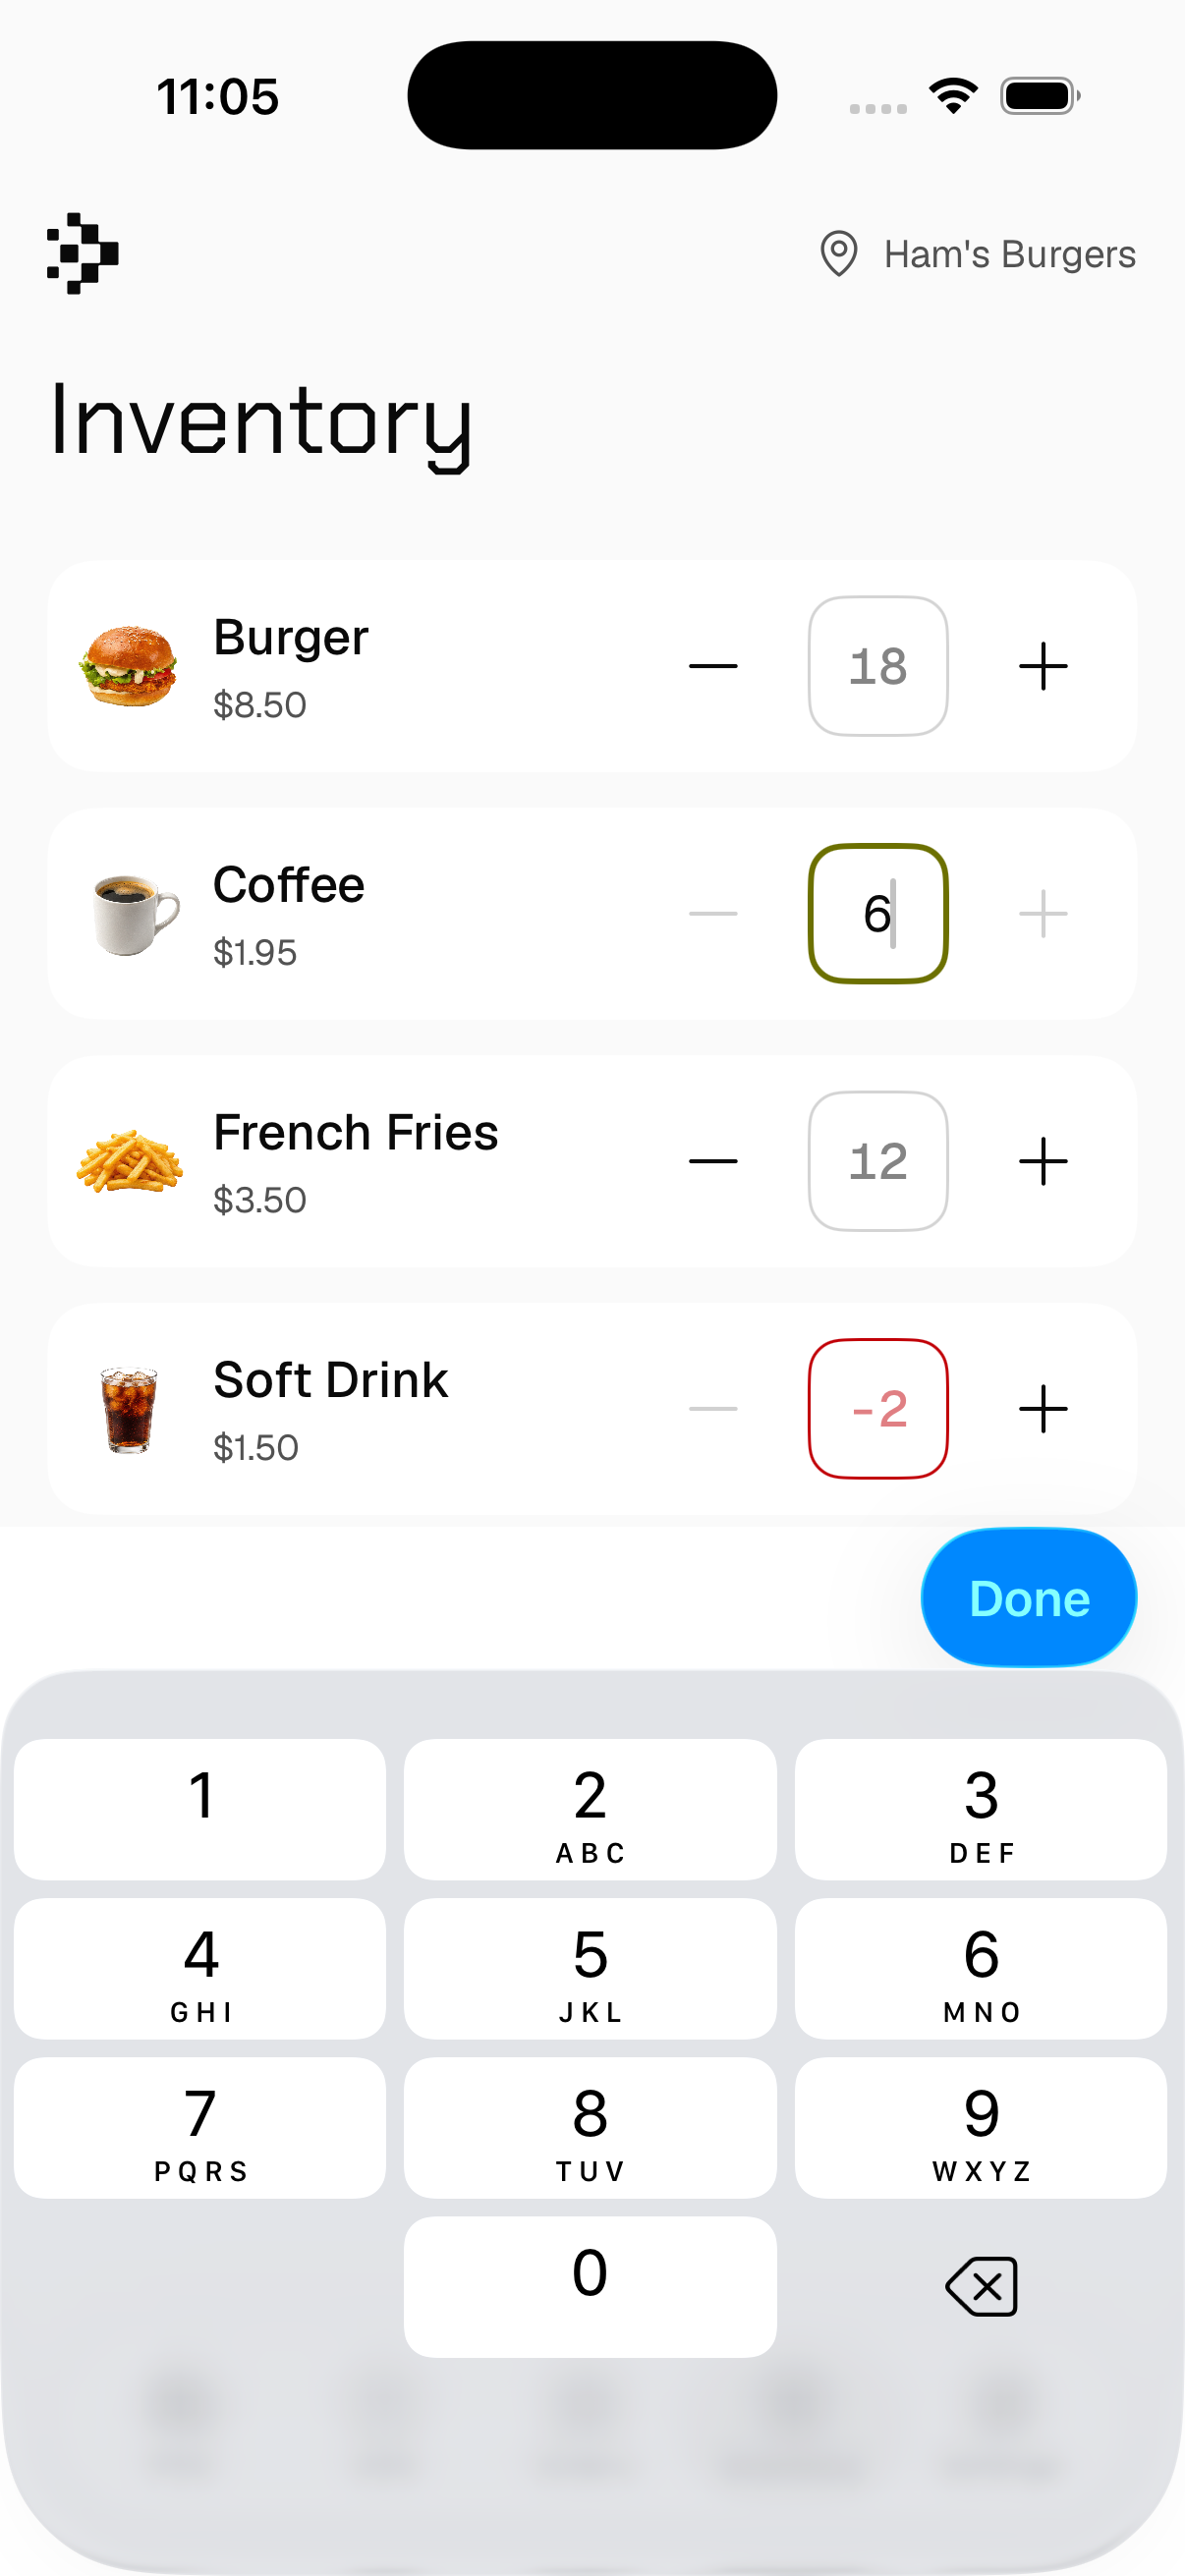 11:05
Ham's Burgers
Inventory
Burger
$8.50
18
Coffee
$1.95
6
French Fries
$3.50
12
Soft Drink
$1.50
-2
Done
1
2
ABC
3
DEF
4
GHI
5
JKL
6
MNO
7
PQRS
8
TUV
9
WXYZ
0